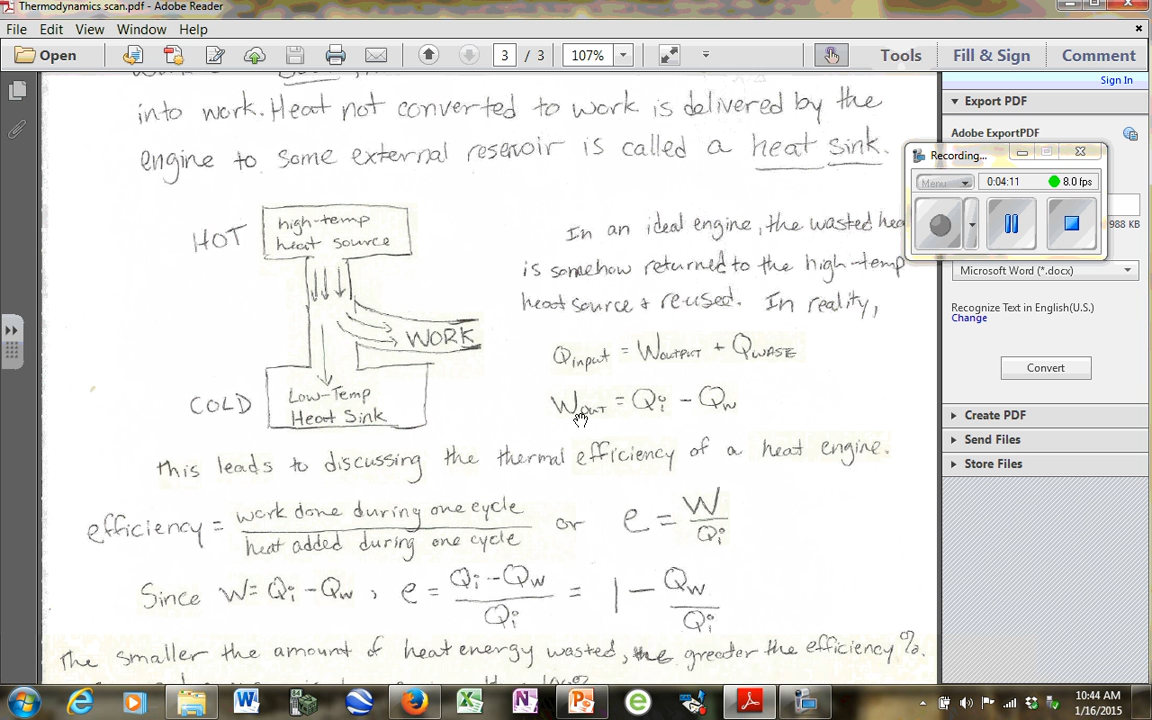 Thermodynamics scan.pdf - Adobe Reader
File Edit View Window Help
Open 3 / 3 107% Tools Fill & Sign Comment
Sign In
into work. Heat not converted to work is delivered by the
engine to some external resevoir is called a heat sink.
HOT
high-temp
heat source
WORK
COLD
Low-Temp
Heat Sink
In an ideal engine, the wasted hea
is somehow returned to the high-temp
heat source & re-used. In reality,
Qinput = WOUTPUT + QWASE
WOUT = Qi - QW
this leads to discussing the thermal efficiency of a heat engine.
efficiency = work done during one cycle
heat added during one cycle
or e = W
Qi
Since W = Qi - QW , e = Qi - QW
Qi
= 1 - QW
Qi
The smaller the amount of heat energy wasted, the greater the efficiency %.
Export PDF
Adobe ExportPDF
Recording...
Menu 0:04:11 8.0 fps
988 KB
Microsoft Word (*.docx)
Recognize Text in English(U.S.)
Change
Convert
Create PDF
Send Files
Store Files
10:44 AM
1/16/2015